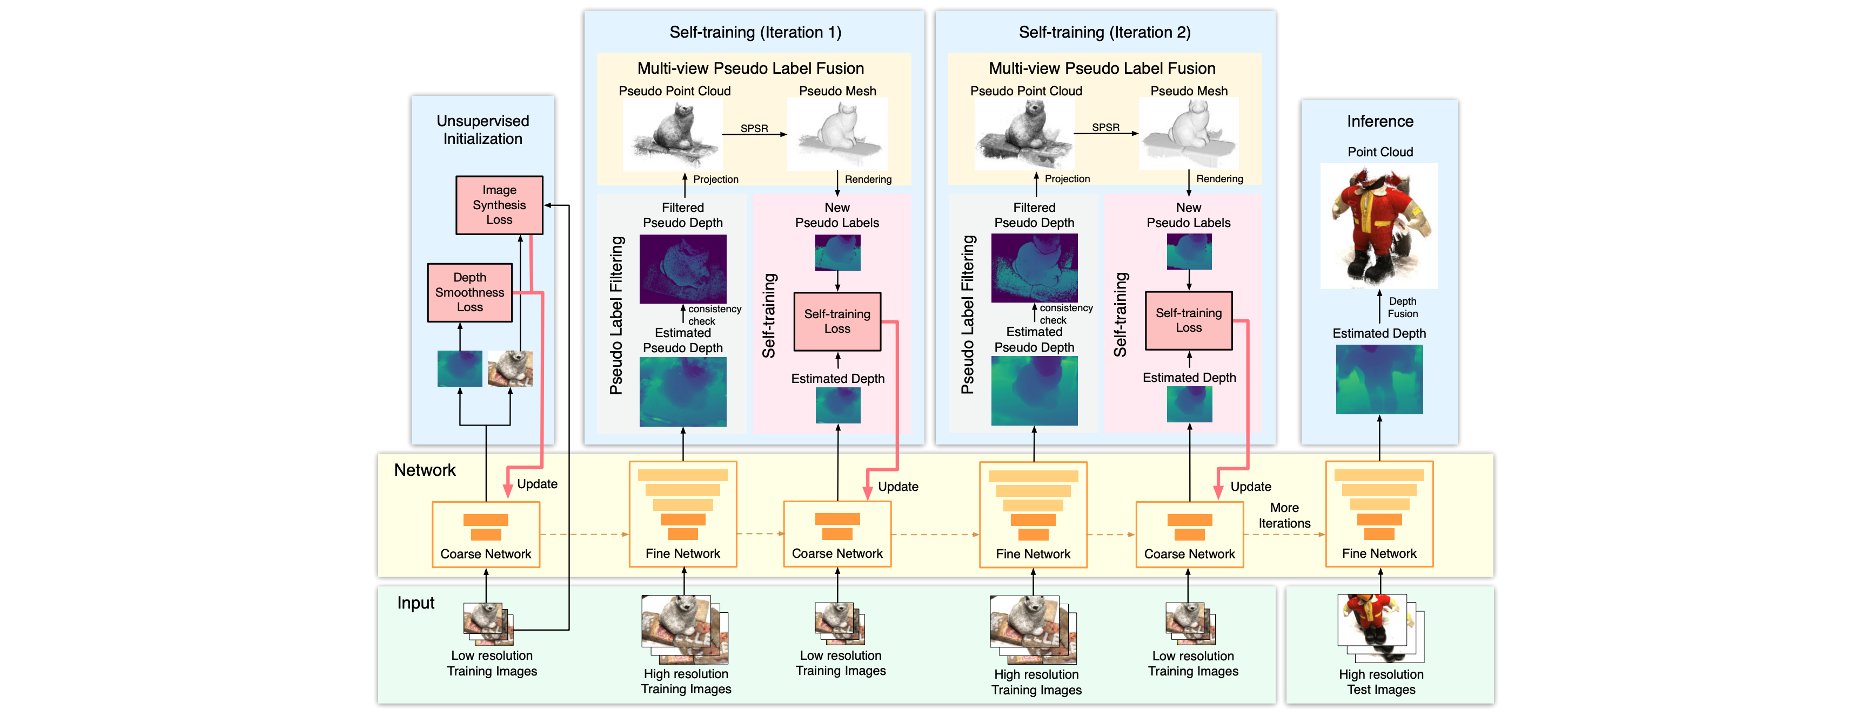 Unsupervised
Initialization
Image
Synthesis
Loss
Depth
Smoothness
Loss
Self-training (Iteration 1)
Multi-view Pseudo Label Fusion
Pseudo Point Cloud
Pseudo Mesh
SPSR
Projection
Rendering
Pseudo Label Filtering
Filtered
Pseudo Depth
consistency
check
Estimated
Pseudo Depth
Self-training
New
Pseudo Labels
Self-training
Loss
Estimated Depth
Self-training (Iteration 2)
Multi-view Pseudo Label Fusion
Pseudo Point Cloud
Pseudo Mesh
SPSR
Projection
Rendering
Pseudo Label Filtering
Filtered
Pseudo Depth
consistency
check
Estimated
Pseudo Depth
Self-training
New
Pseudo Labels
Self-training
Loss
Estimated Depth
Inference
Point Cloud
Depth
Fusion
Estimated Depth
Network
Update
Coarse Network
Fine Network
Update
Coarse Network
Fine Network
Update
Coarse Network
More
Iterations
Fine Network
Input
Low resolution
Training Images
High resolution
Training Images
Low resolution
Training Images
High resolution
Training Images
Low resolution
Training Images
High resolution
Test Images